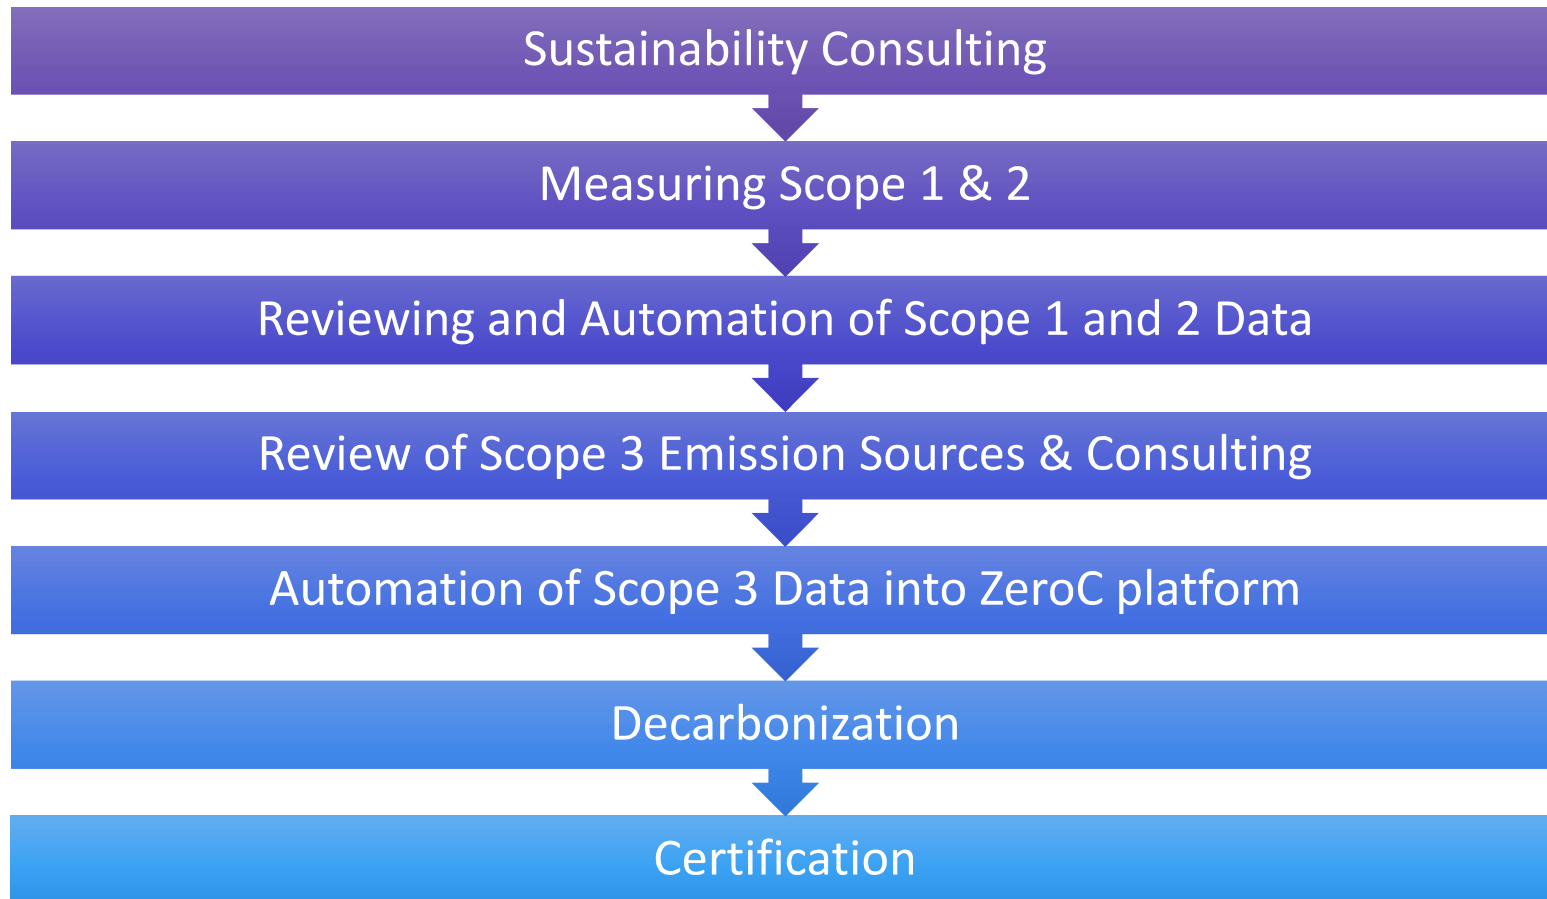 Sustainability Consulting
Measuring Scope 1 & 2
Reviewing and Automation of Scope 1 and 2 Data
Review of Scope 3 Emission Sources & Consulting
Automation of Scope 3 Data into ZeroC platform
Decarbonization
Certification